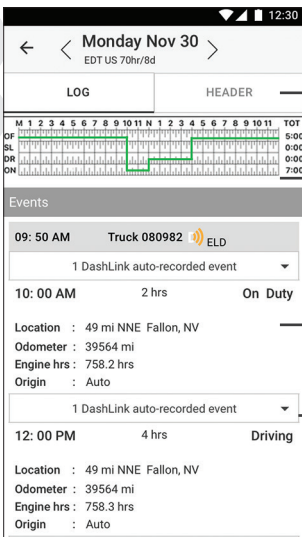 12:30
Monday Nov 30
EDT US 70hr/8d
LOG HEADER
M 1 2 3 4 5 6 7 8 9 10 11 N 1 2 3 4 5 6 7 8 9 10 11 TOT
OF 5:00
SL 0:00
DR 0:00
ON 7:00
Events
09: 50 AM Truck 080982 ELD
1 DashLink auto-recorded event
10: 00 AM 2 hrs On Duty
Location : 49 mi NNE Fallon, NV
Odometer : 39564 mi
Engine hrs : 758.2 hrs
Origin : Auto
1 DashLink auto-recorded event
12: 00 PM 4 hrs Driving
Location : 49 mi NNE Fallon, NV
Odometer : 39564 mi
Engine hrs : 758.3 hrs
Origin : Auto